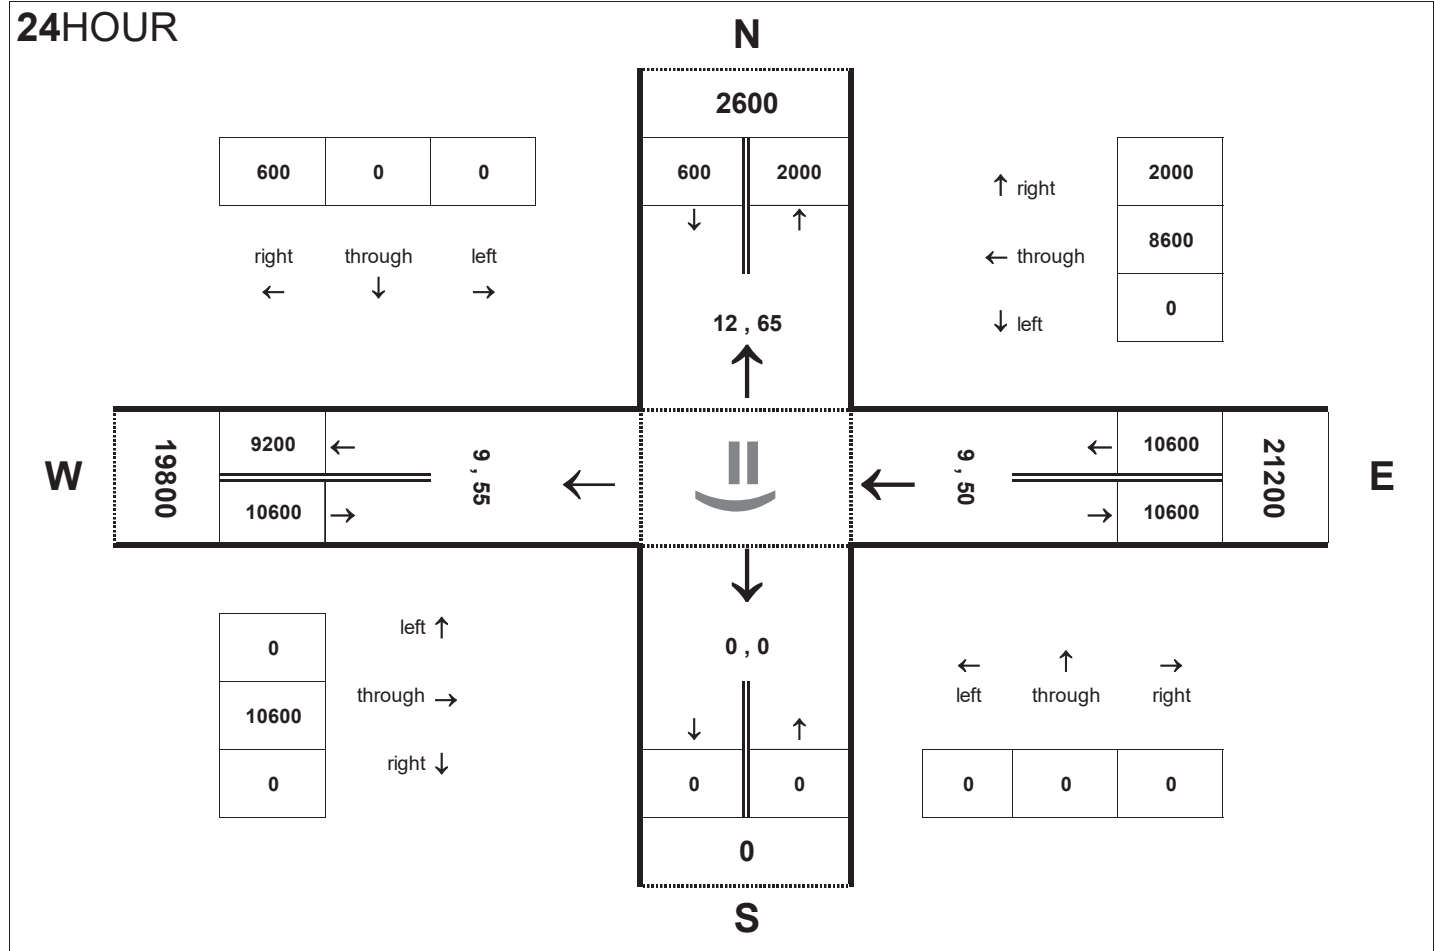 24HOUR
N
2600
600 0 0
600 2000
↑ right 2000
← through 8600
↓ left 0
right through left
← ↓ →
↓ ↑
12 , 65
↑
W
19800
9200 ←
10600 →
9 , 55
←
=)
←
9 , 50
← 10600
→ 10600
21200
E
↓
0 left ↑
10600 through →
0 right ↓
0 , 0
← ↑ →
left through right
↓ ↑
0 0
0 0 0
0
S